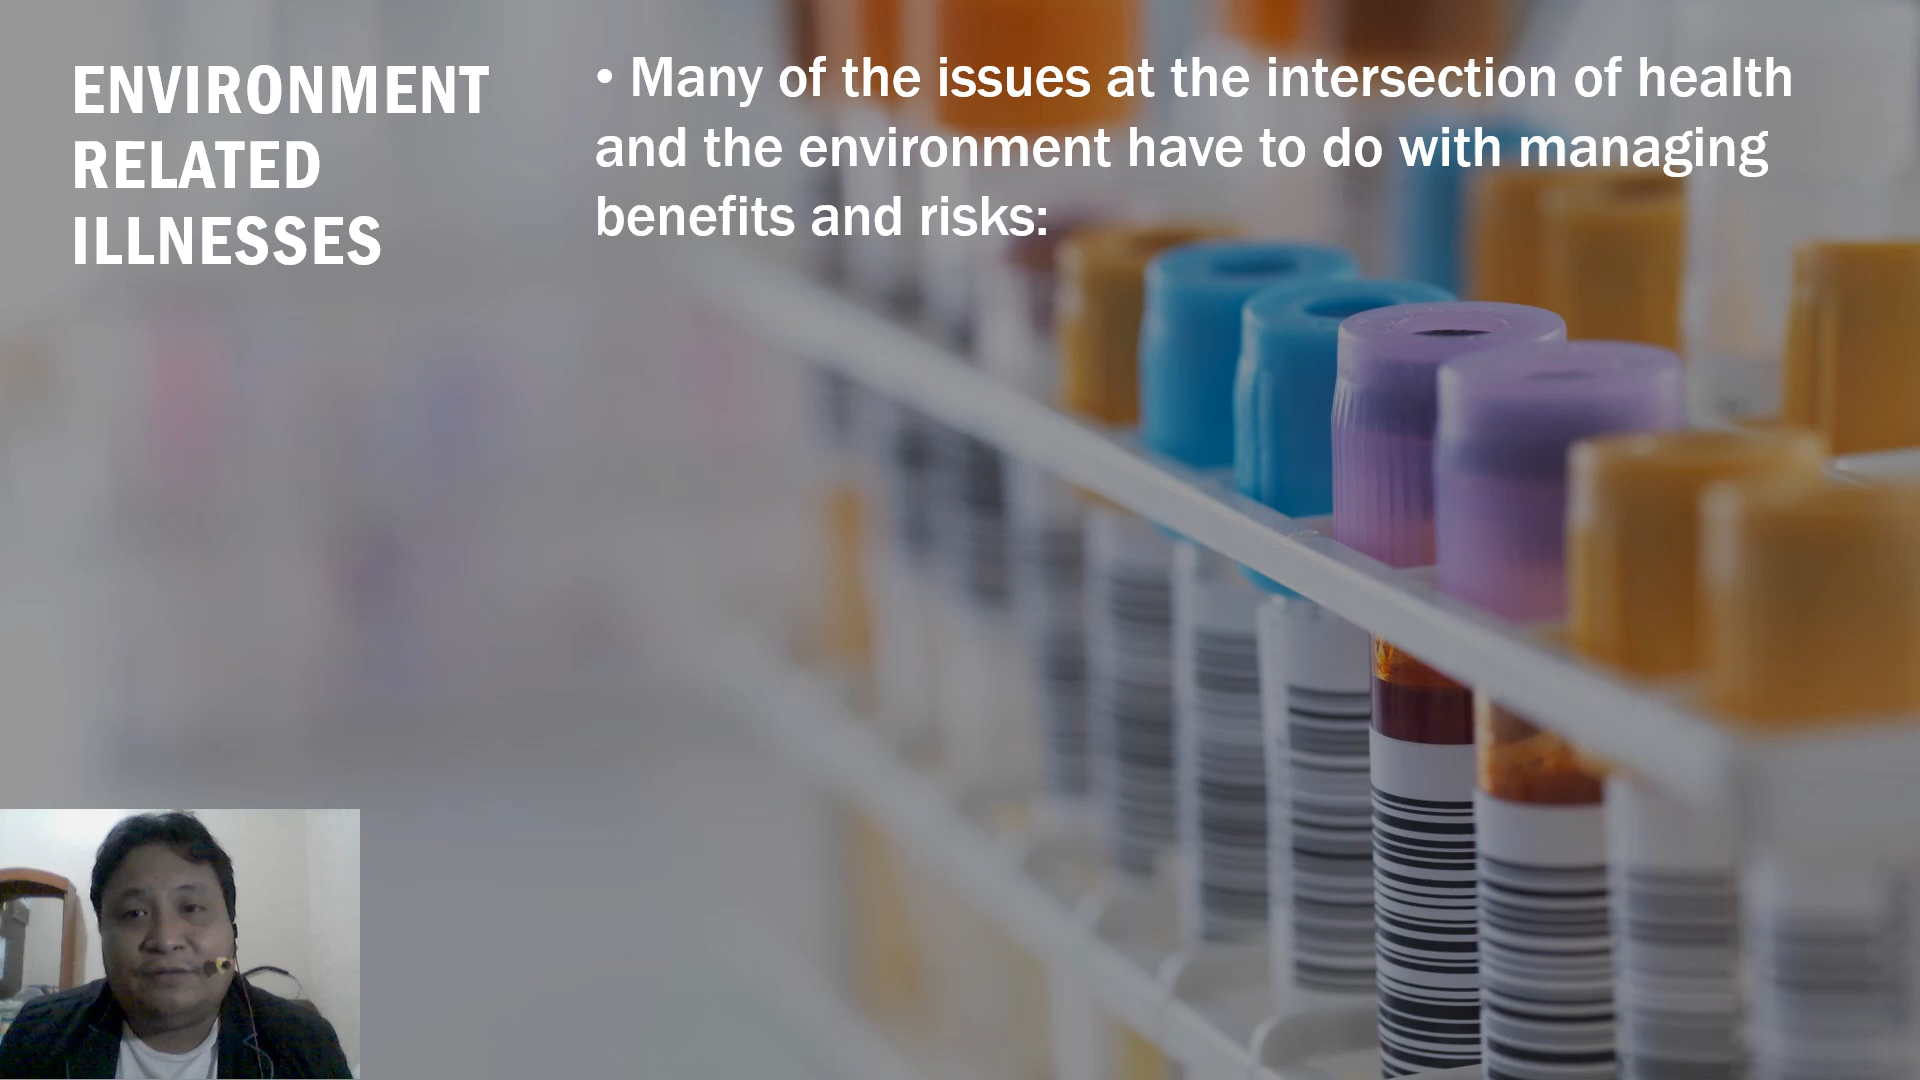 ENVIRONMENT
RELATED
ILLNESSES
• Many of the issues at the intersection of health
and the environment have to do with managing
benefits and risks: